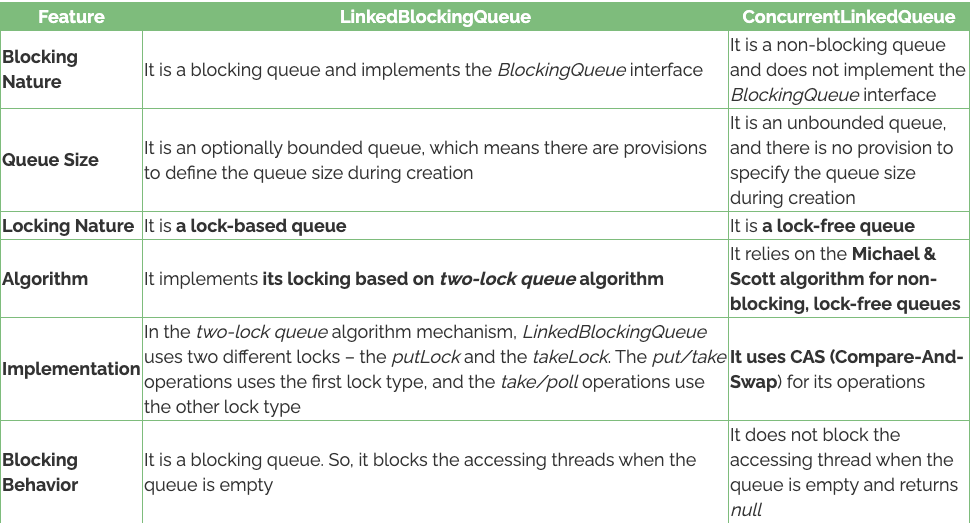 Feature LinkedBlockingQueue ConcurrentLinkedQueue
Blocking
Nature
It is a blocking queue and implements the BlockingQueue interface
It is a non-blocking queue
and does not implement the
BlockingQueue interface
Queue Size
It is an optionally bounded queue, which means there are provisions
to define the queue size during creation
It is an unbounded queue,
and there is no provision to
specify the queue size
during creation
Locking Nature
It is a lock-based queue
It is a lock-free queue
Algorithm
It implements its locking based on two-lock queue algorithm
It relies on the Michael &
Scott algorithm for non-
blocking, lock-free queues
Implementation
In the two-lock queue algorithm mechanism, LinkedBlockingQueue
uses two different locks – the putLock and the takeLock. The put/take
operations uses the first lock type, and the take/poll operations use
the other lock type
It uses CAS (Compare-And-
Swap) for its operations
Blocking
Behavior
It is a blocking queue. So, it blocks the accessing threads when the
queue is empty
It does not block the
accessing thread when the
queue is empty and returns
null